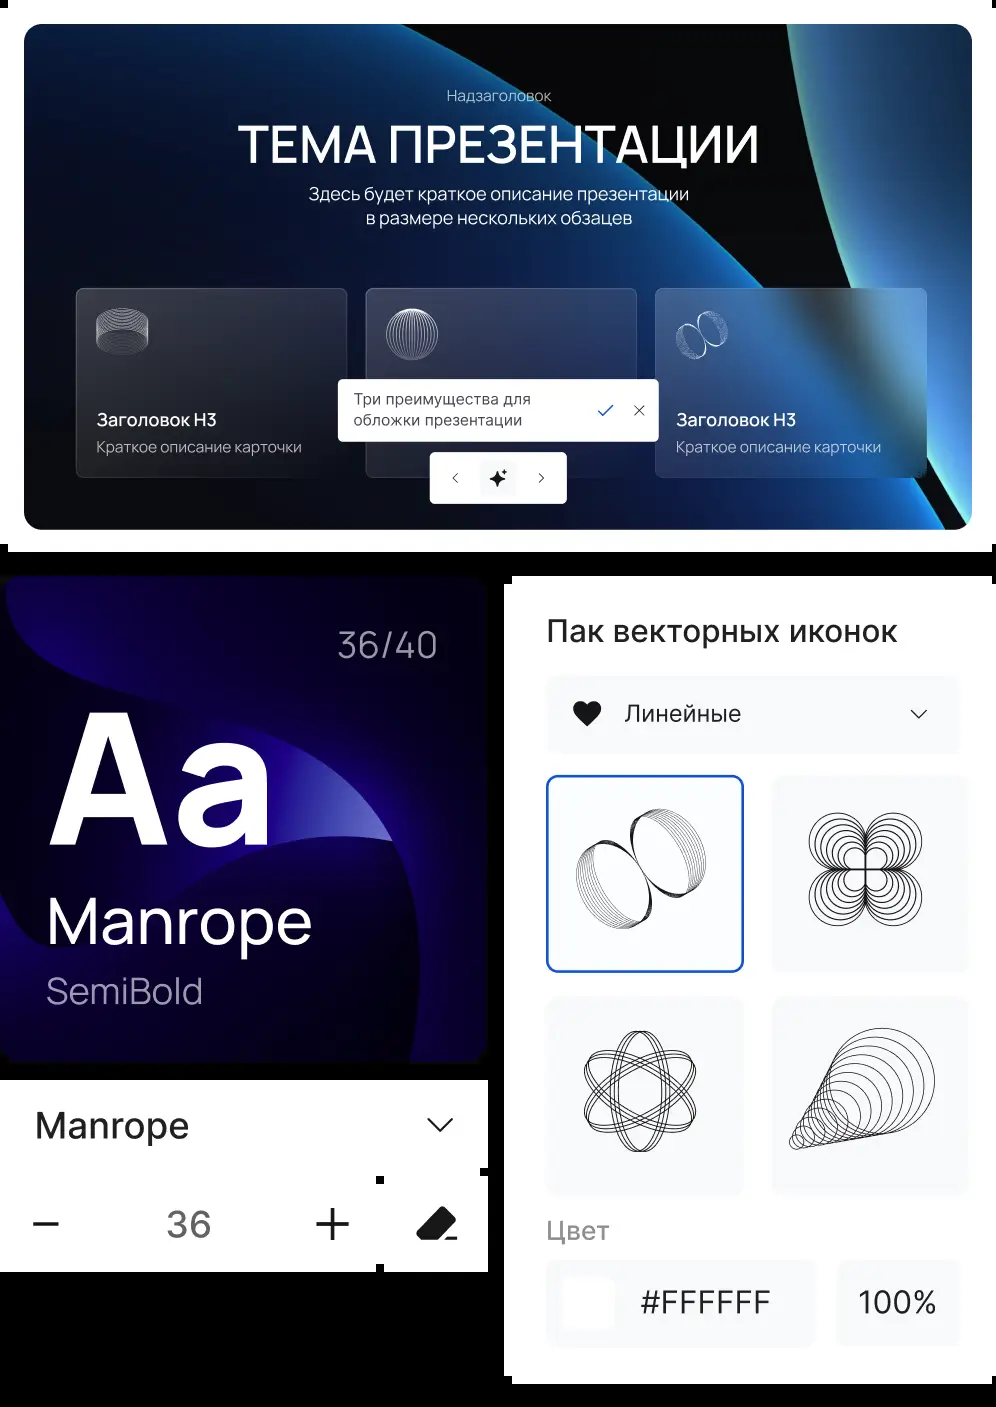 Надзаголовок
ТЕМА ПРЕЗЕНТАЦИИ
Здесь будет краткое описание презентации
в размере нескольких обзацев
Заголовок H3
Краткое описание карточки
Три преимущества для
обложки презентации
Заголовок H3
Краткое описание карточки
36/40
Aa
Manrope
SemiBold
Manrope
36
Пак векторных иконок
Линейные
Цвет
#FFFFFF
100%